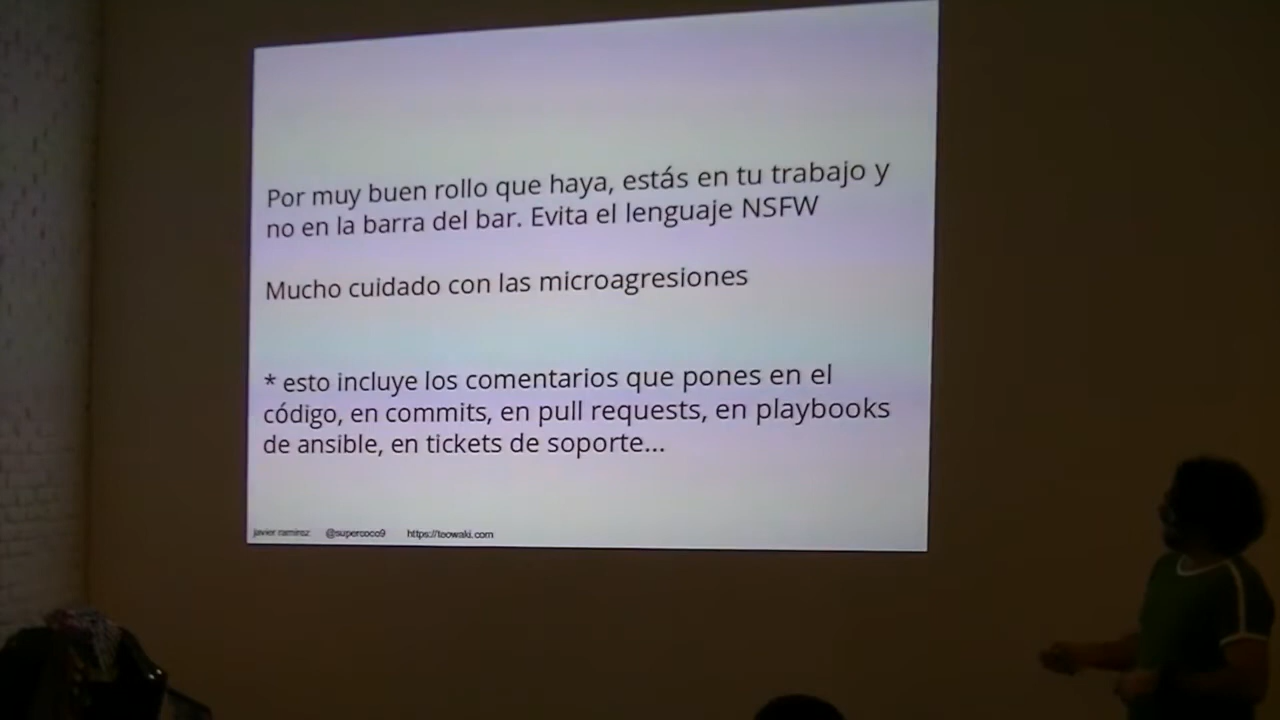 Por muy buen rollo que haya, estás en tu trabajo y
no en la barra del bar. Evita el lenguaje NSFW
Mucho cuidado con las microagresiones
* esto incluye los comentarios que pones en el
código, en commits, en pull requests, en playbooks
de ansible, en tickets de soporte...
javier ramirez @supercoco9 https://teowaki.com